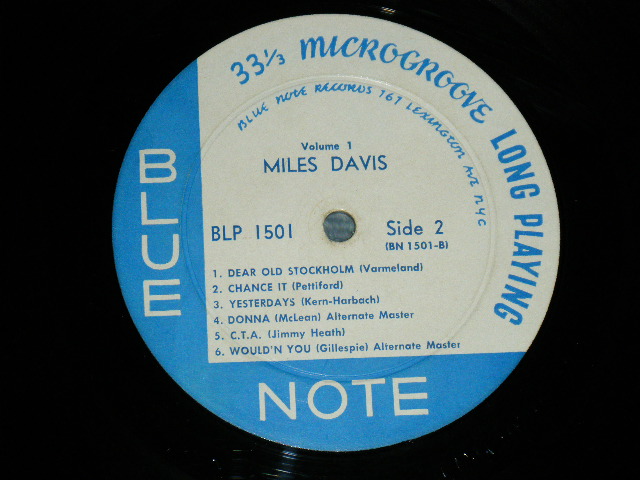 33⅓ MICROGROOVE LONG PLAYING
BLUE NOTE RECORDS 767 LEXINGTON AVE NYC
Volume 1
MILES DAVIS
BLP 1501 Side 2
(BN 1501-B)
1. DEAR OLD STOCKHOLM (Varmeland)
2. CHANCE IT (Pettiford)
3. YESTERDAYS (Kern-Harbach)
4. DONNA (McLean) Alternate Master
5. C.T.A. (Jimmy Heath)
6. WOULD'N YOU (Gillespie) Alternate Master
BLUE
NOTE